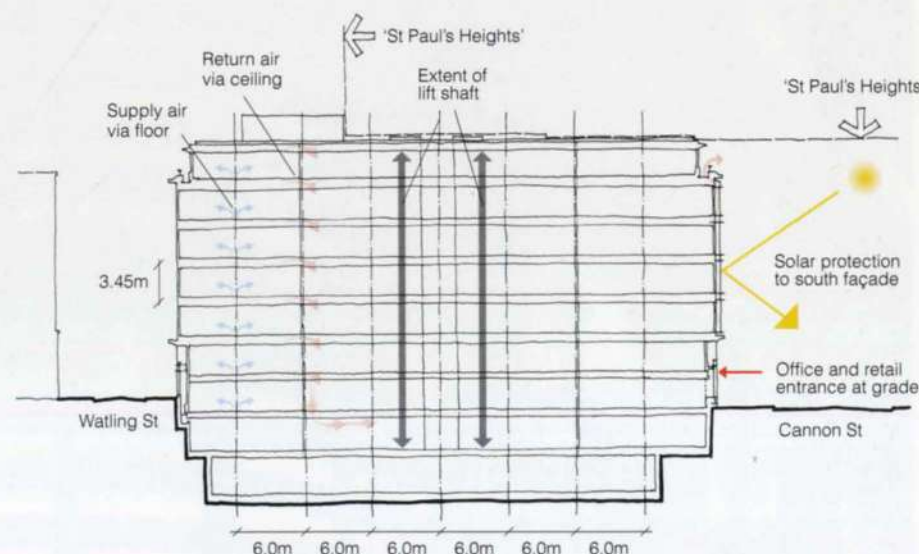 'St Paul's Heights'
Return air
via ceiling
Extent of
lift shaft
'St Paul's Heights'
Supply air
via floor
3.45m
Solar protection
to south façade
Office and retail
entrance at grade
Watling St
Cannon St
6.0m 6.0m 6.0m 6.0m 6.0m 6.0m